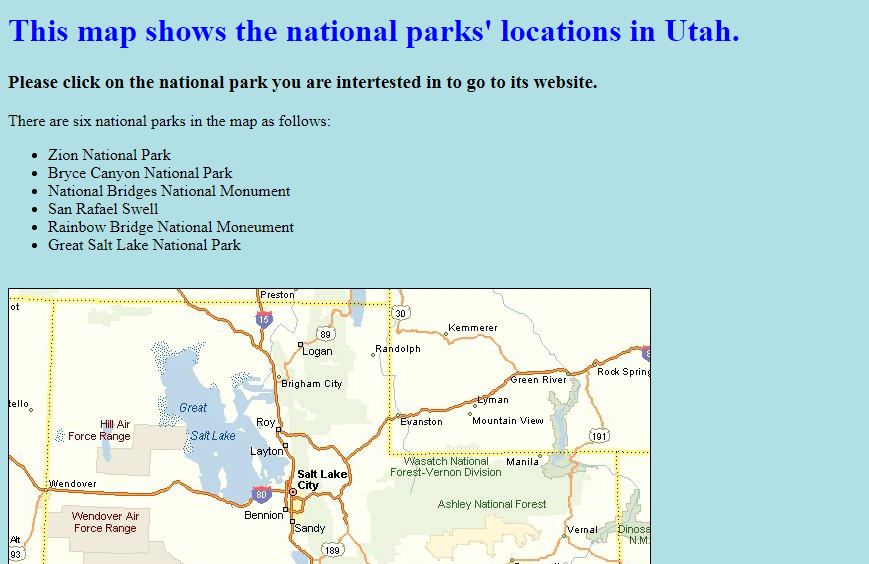 This map shows the national parks' locations in Utah.
Please click on the national park you are intertested in to go to its website.
There are six national parks in the map as follows:
Zion National Park
Bryce Canyon National Park
National Bridges National Monument
San Rafael Swell
Rainbow Bridge National Moneument
Great Salt Lake National Park
Preston
ot
15
30
89
Kemmerer
Logan
Randolph
Rock Spring
Green River
Brigham City
Lyman
tello
Great
Salt Lake
Evanston
Mountain View
Hill Air
Force Range
Roy
191
Layton
Wasatch National
Forest-Vernon Division
Manila
Salt Lake
City
Wendover
80
Ashley National Forest
Bennion
Wendover Air
Force Range
Sandy
Vernal
Dinosa
N.M.
Alt
93
189